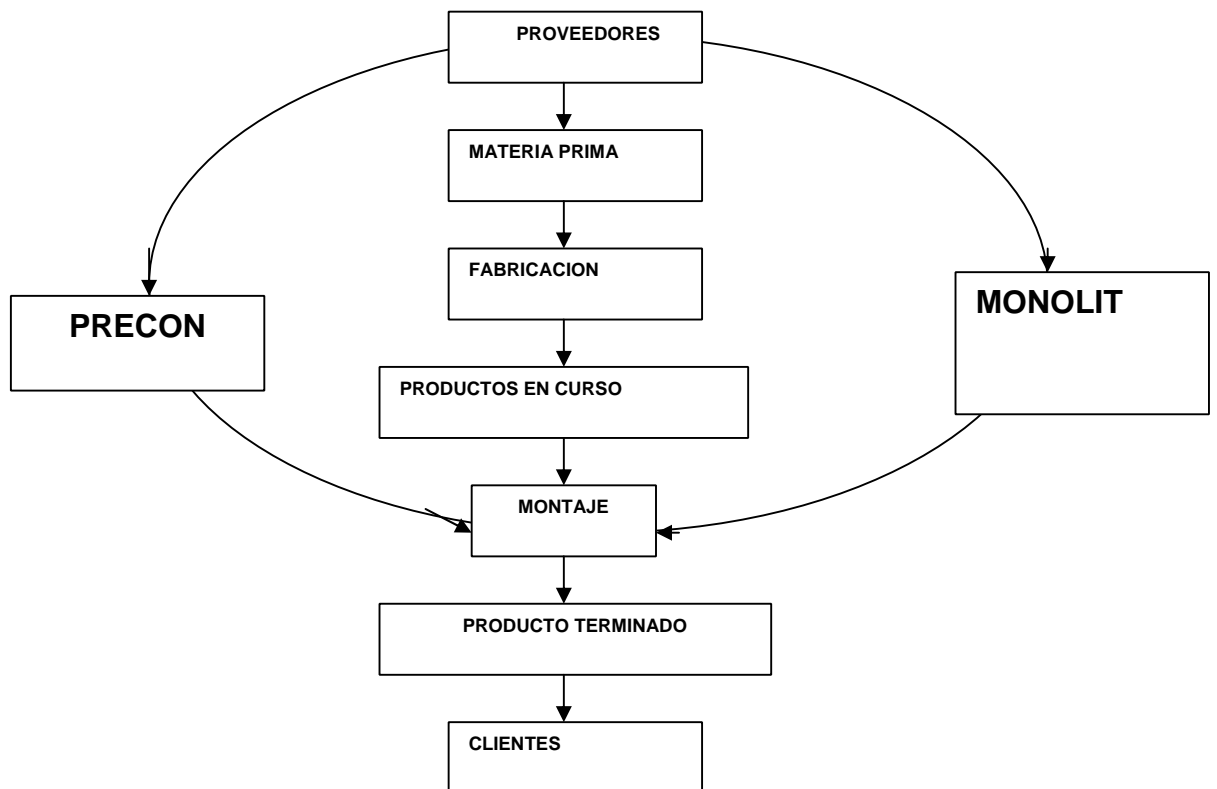 PROVEEDORES
MATERIA PRIMA
FABRICACION
PRECON
MONOLIT
PRODUCTOS EN CURSO
MONTAJE
PRODUCTO TERMINADO
CLIENTES